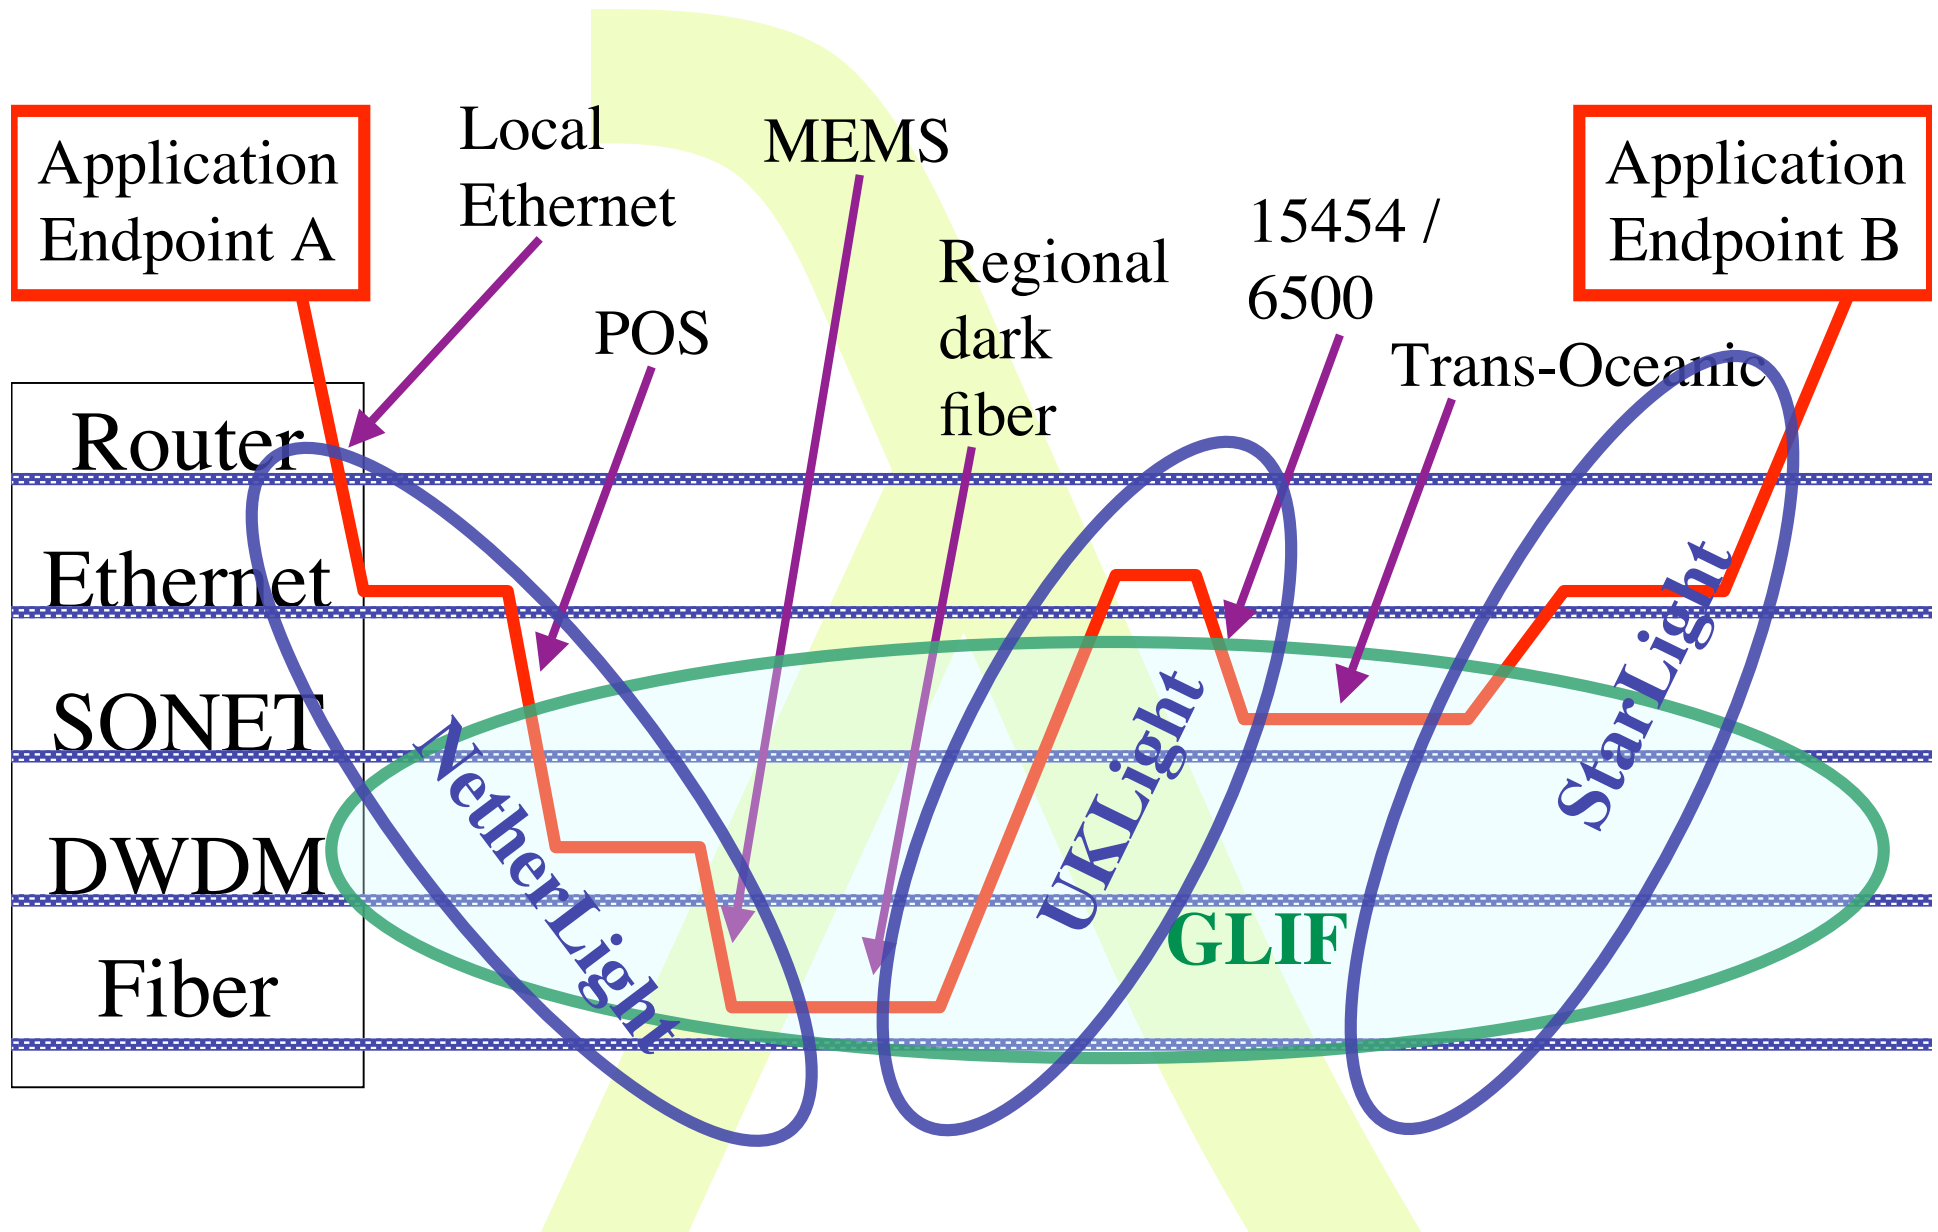 Application
Endpoint A
Local
Ethernet
MEMS
POS
Regional
dark
fiber
15454 /
6500
Trans-Oceanic
Application
Endpoint B
Router
Ethernet
SONET
DWDM
Fiber
NetherLight
UKLight
StarLight
GLIF